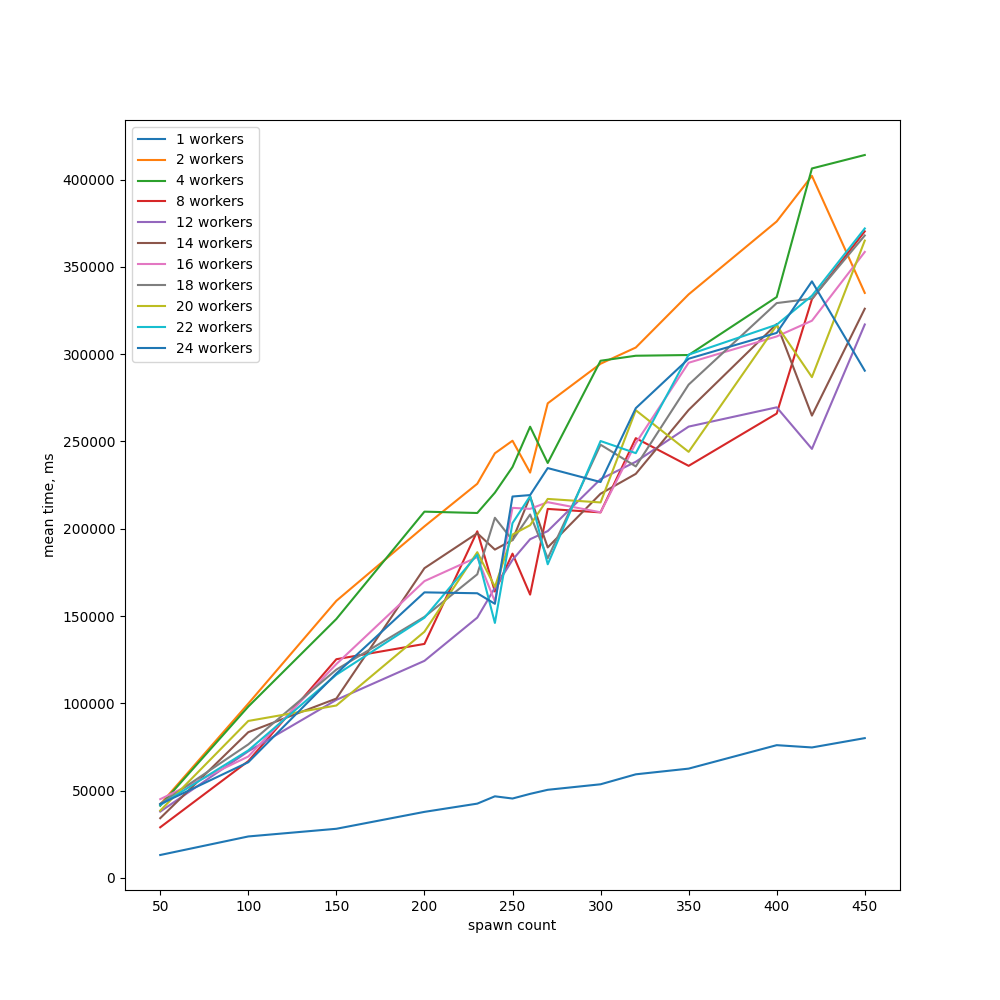 1 workers
2 workers
4 workers
8 workers
12 workers
14 workers
16 workers
18 workers
20 workers
22 workers
24 workers
400000
350000
300000
250000
200000
150000
100000
50000
0
mean time, ms
50 100 150 200 250 300 350 400 450
spawn count